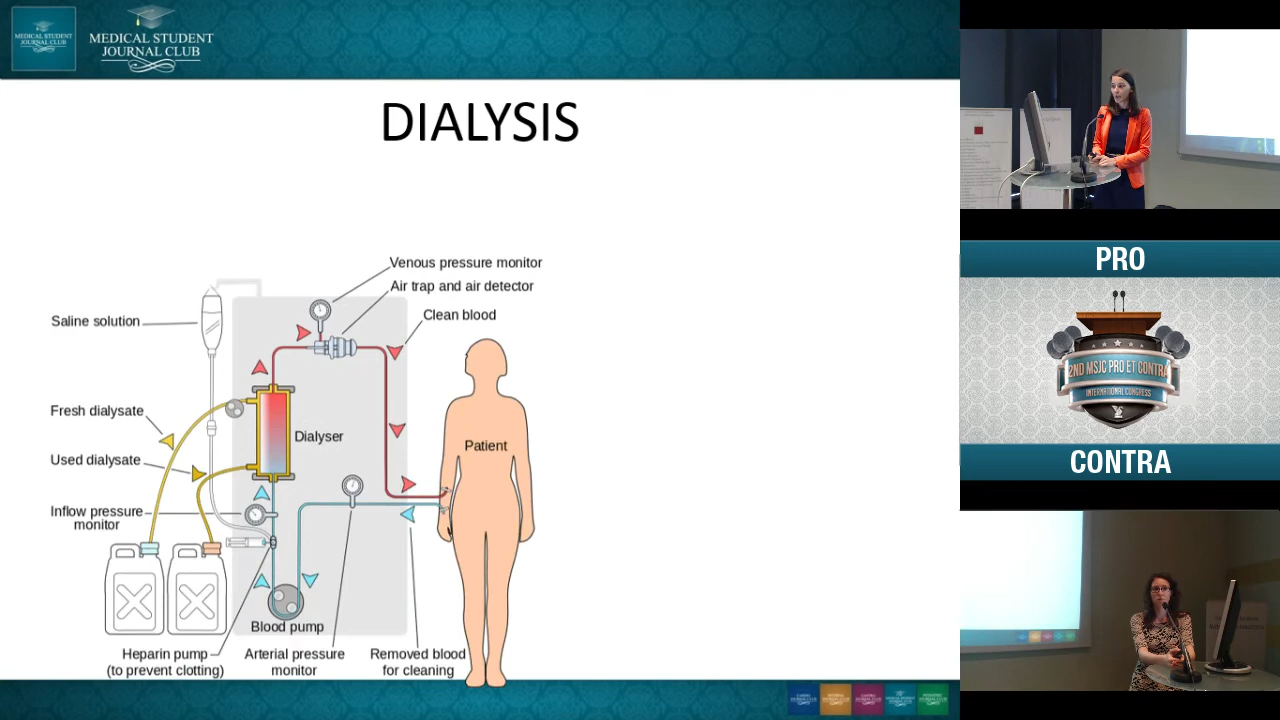 MEDICAL STUDENT
JOURNAL CLUB
MEDICAL STUDENT
JOURNAL CLUB
DIALYSIS
Venous pressure monitor
Air trap and air detector
Clean blood
Saline solution
Fresh dialysate
Dialyser
Patient
Used dialysate
Inflow pressure
monitor
Blood pump
Heparin pump
(to prevent clotting)
Arterial pressure
monitor
Removed blood
for cleaning
PRO
2ND MSJC PRO ET CONTRA
INTERNATIONAL CONGRESS
CONTRA